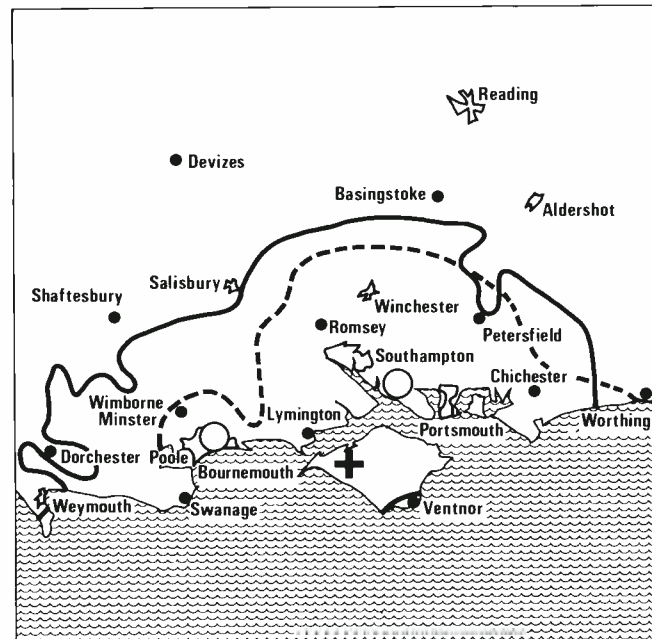 Reading
Devizes
Basingstoke
Aldershot
Salisbury
Shaftesbury
Winchester
Romsey
Petersfield
Southampton
Chichester
Wimborne
Minster
Lymington
Portsmouth
Worthing
Dorchester
Poole
Bournemouth
Weymouth
Swanage
Ventnor